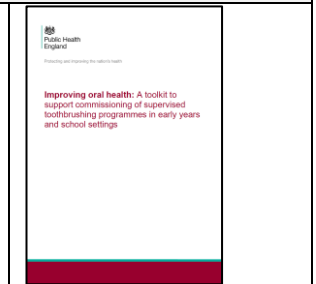 Public Health
England
Protecting and improving the nation's health
Improving oral health: A toolkit to
support commissioning of supervised
toothbrushing programmes in early years
and school settings